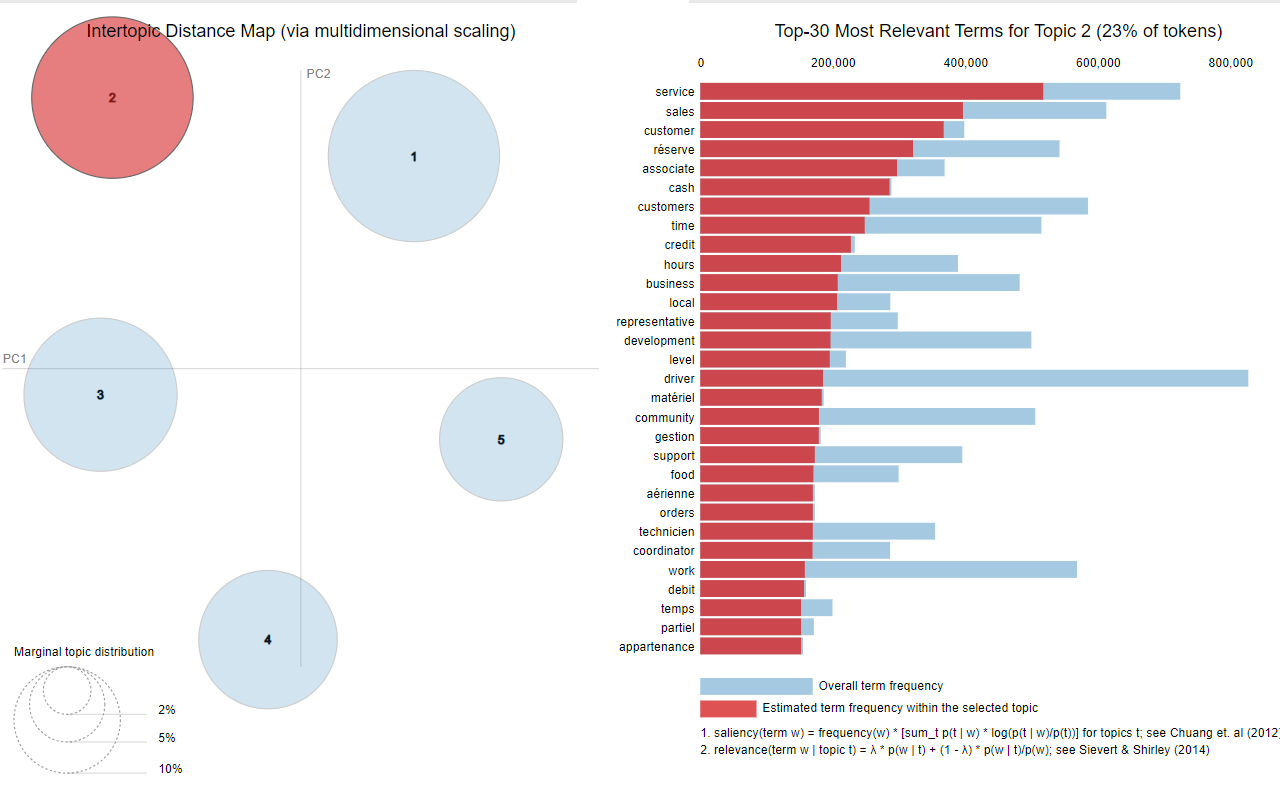 Intertopic Distance Map (via multidimensional scaling)
PC2
PC1
2
1
3
5
4
Marginal topic distribution
2%
5%
10%
Top-30 Most Relevant Terms for Topic 2 (23% of tokens)
0 200,000 400,000 600,000 800,000
service
sales
customer
réserve
associate
cash
customers
time
credit
hours
business
local
representative
development
level
driver
matériel
community
gestion
support
food
aérienne
orders
technicien
coordinator
work
debit
temps
partiel
appartenance
Overall term frequency
Estimated term frequency within the selected topic
1. saliency(term w) = frequency(w) * [sum_t p(t | w) * log(p(t | w)/p(t))] for topics t; see Chuang et. al (2012
2. relevance(term w | topic t) = λ * p(w | t) + (1 - λ) * p(w | t)/p(w); see Sievert & Shirley (2014)